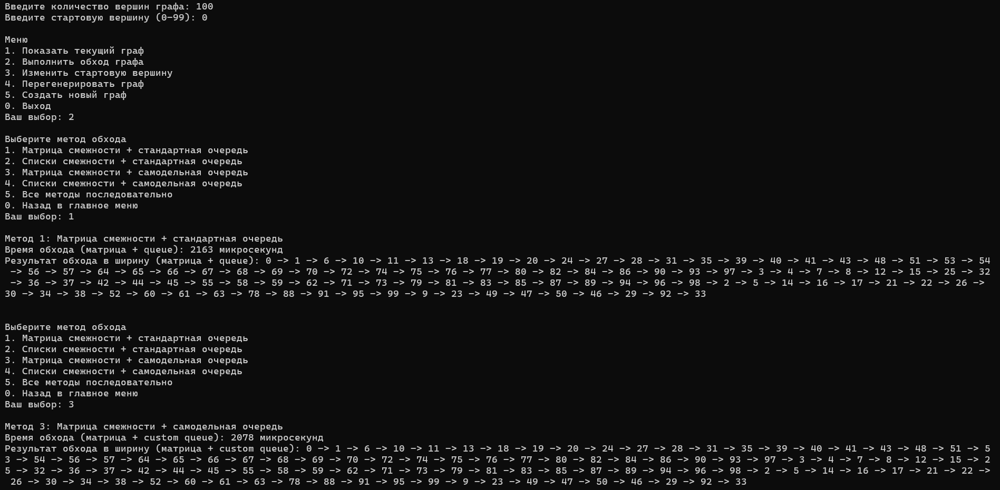 Введите количество вершин графа: 100
Введите стартовую вершину (0-99): 0
Меню
1. Показать текущий граф
2. Выполнить обход графа
3. Изменить стартовую вершину
4. Перегенерировать граф
5. Создать новый граф
0. Выход
Ваш выбор: 2
Выберите метод обхода
1. Матрица смежности + стандартная очередь
2. Списки смежности + стандартная очередь
3. Матрица смежности + самодельная очередь
4. Списки смежности + самодельная очередь
5. Все методы последовательно
0. Назад в главное меню
Ваш выбор: 1
Метод 1: Матрица смежности + стандартная очередь
Время обхода (матрица + queue): 2163 микросекунд
Результат обхода в ширину (матрица + queue): 0 -> 1 -> 6 -> 10 -> 11 -> 13 -> 18 -> 19 -> 20 -> 24 -> 27 -> 28 -> 31 -> 35 -> 39 -> 40 -> 41 -> 43 -> 48 -> 51 -> 53 -> 54
-> 56 -> 57 -> 64 -> 65 -> 66 -> 67 -> 68 -> 69 -> 70 -> 72 -> 74 -> 75 -> 76 -> 77 -> 80 -> 82 -> 84 -> 86 -> 90 -> 93 -> 97 -> 3 -> 4 -> 7 -> 8 -> 12 -> 15 -> 25 -> 32
-> 36 -> 37 -> 42 -> 44 -> 45 -> 55 -> 58 -> 59 -> 62 -> 71 -> 73 -> 79 -> 81 -> 83 -> 85 -> 87 -> 89 -> 94 -> 96 -> 98 -> 2 -> 5 -> 14 -> 16 -> 17 -> 21 -> 22 -> 26 ->
30 -> 34 -> 38 -> 52 -> 60 -> 61 -> 63 -> 78 -> 88 -> 91 -> 95 -> 99 -> 9 -> 23 -> 49 -> 47 -> 50 -> 46 -> 29 -> 92 -> 33
Выберите метод обхода
1. Матрица смежности + стандартная очередь
2. Списки смежности + стандартная очередь
3. Матрица смежности + самодельная очередь
4. Списки смежности + самодельная очередь
5. Все методы последовательно
0. Назад в главное меню
Ваш выбор: 3
Метод 3: Матрица смежности + самодельная очередь
Время обхода (матрица + custom queue): 2078 микросекунд
Результат обхода в ширину (матрица + custom queue): 0 -> 1 -> 6 -> 10 -> 11 -> 13 -> 18 -> 19 -> 20 -> 24 -> 27 -> 28 -> 31 -> 35 -> 39 -> 40 -> 41 -> 43 -> 48 -> 51 -> 5
3 -> 54 -> 56 -> 57 -> 64 -> 65 -> 66 -> 67 -> 68 -> 69 -> 70 -> 72 -> 74 -> 75 -> 76 -> 77 -> 80 -> 82 -> 84 -> 86 -> 90 -> 93 -> 97 -> 3 -> 4 -> 7 -> 8 -> 12 -> 15 -> 2
5 -> 32 -> 36 -> 37 -> 42 -> 44 -> 45 -> 55 -> 58 -> 59 -> 62 -> 71 -> 73 -> 79 -> 81 -> 83 -> 85 -> 87 -> 89 -> 94 -> 96 -> 98 -> 2 -> 5 -> 14 -> 16 -> 17 -> 21 -> 22 ->
26 -> 30 -> 34 -> 38 -> 52 -> 60 -> 61 -> 63 -> 78 -> 88 -> 91 -> 95 -> 99 -> 9 -> 23 -> 49 -> 47 -> 50 -> 46 -> 29 -> 92 -> 33